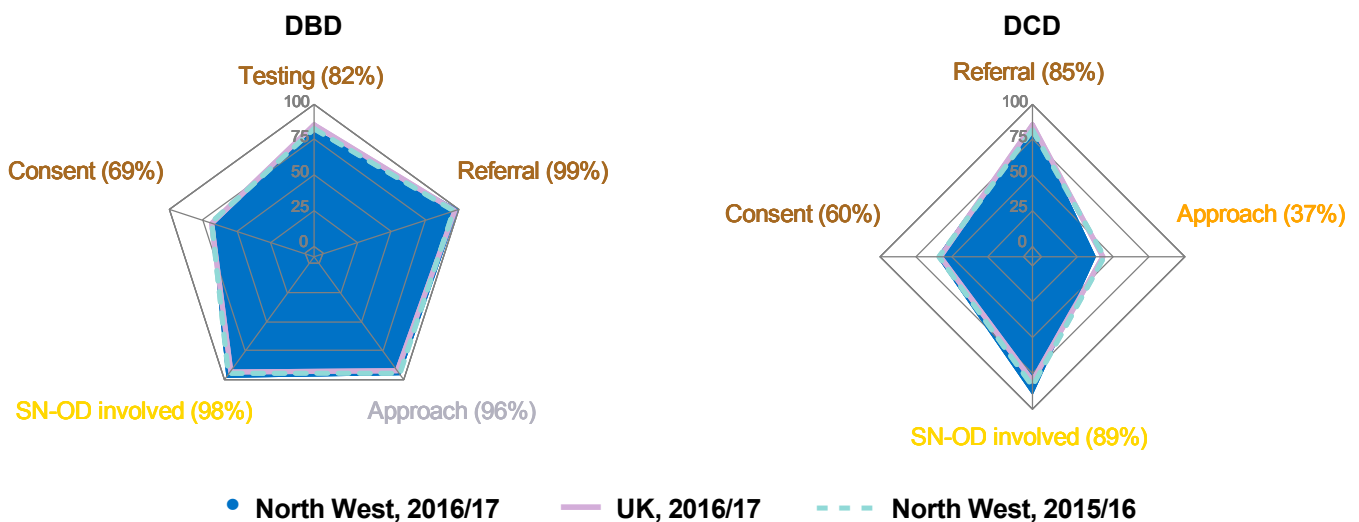 DBD
Testing (82%)
100
75
50
25
0
Referral (99%)
Approach (96%)
SN-OD involved (98%)
Consent (69%)
DCD
Referral (85%)
100
75
50
25
0
Approach (37%)
SN-OD involved (89%)
Consent (60%)
North West, 2016/17
UK, 2016/17
North West, 2015/16